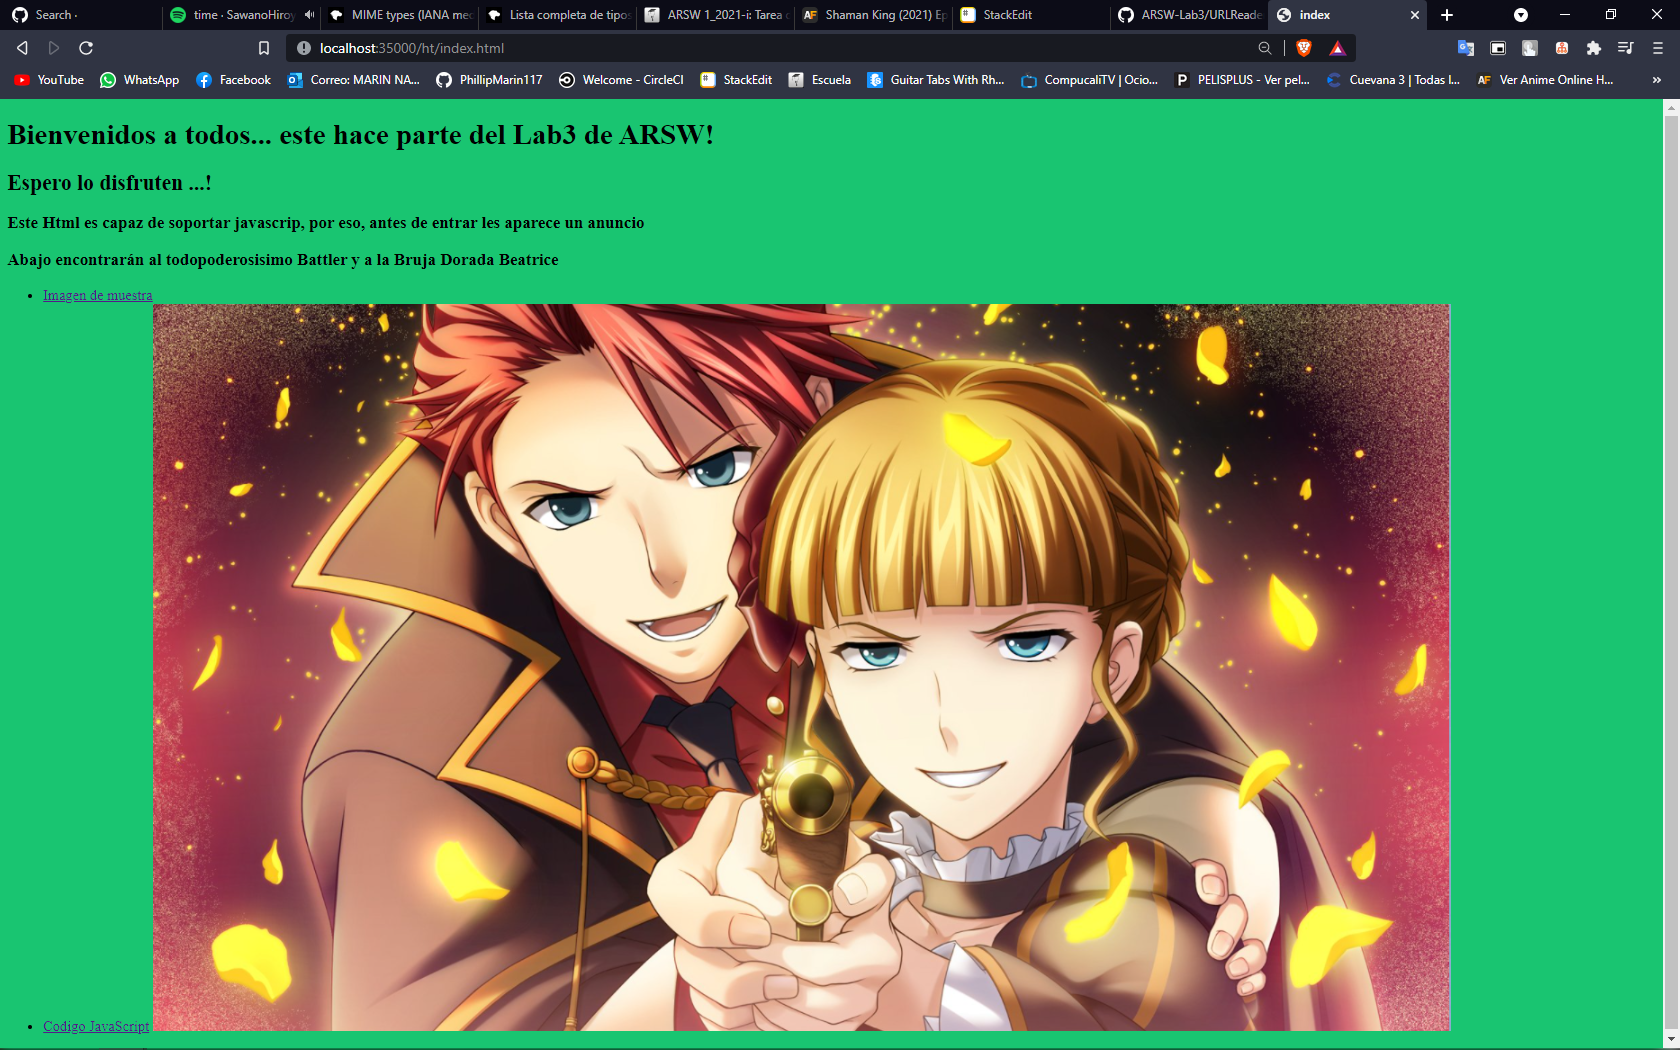 Search ·
time · SawanoHiroy
MIME types (IANA med
Lista completa de tipos
ARSW 1_2021-i: Tarea
Shaman King (2021) Ep
StackEdit
ARSW-Lab3/URLReade
index
localhost:35000/ht/index.html
YouTube
WhatsApp
Facebook
Correo: MARIN NA...
PhillipMarin117
Welcome - CircleCI
StackEdit
Escuela
Guitar Tabs With Rh...
CompucaliTV | Ocio...
PELISPLUS - Ver pel...
Cuevana 3 | Todas l...
Ver Anime Online H...
Bienvenidos a todos... este hace parte del Lab3 de ARSW!
Espero lo disfruten ...!
Este Html es capaz de soportar javascrip, por eso, antes de entrar les aparece un anuncio
Abajo encontrarán al todopoderosisimo Battler y a la Bruja Dorada Beatrice
Imagen de muestra
Codigo JavaScript